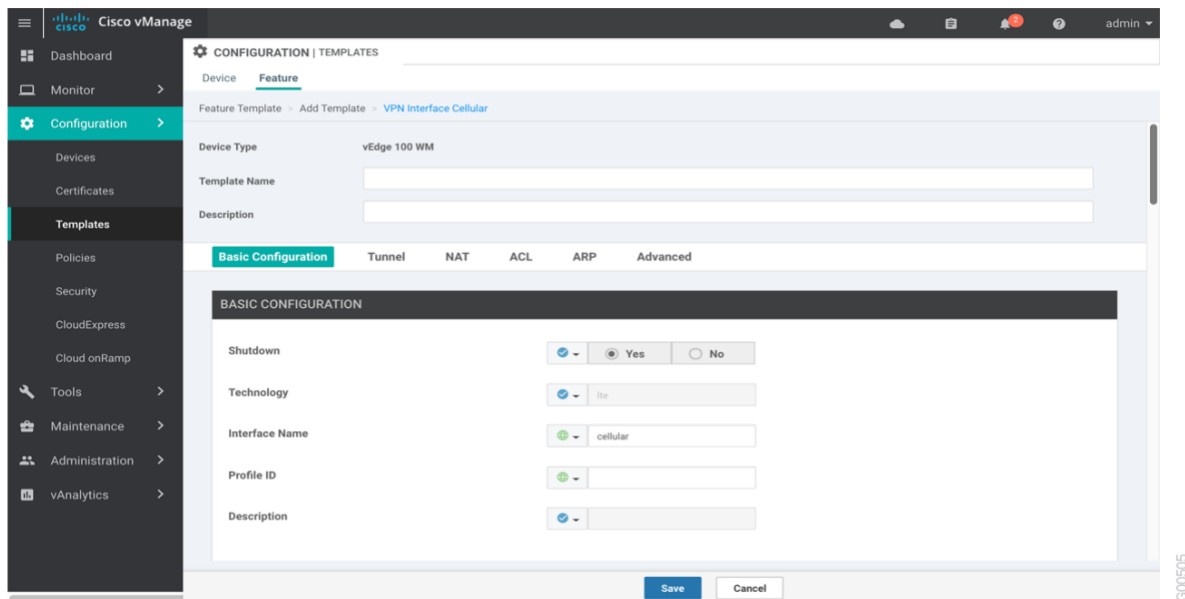 CISCO Cisco vManage
2
admin
Dashboard
Monitor
Configuration
Devices
Certificates
Templates
Policies
Security
CloudExpress
Cloud onRamp
Tools
Maintenance
Administration
vAnalytics
CONFIGURATION | TEMPLATES
Device Feature
Feature Template > Add Template > VPN Interface Cellular
Device Type vEdge 100 WM
Template Name
Description
Basic Configuration Tunnel NAT ACL ARP Advanced
BASIC CONFIGURATION
Shutdown Yes No
Technology lte
Interface Name cellular
Profile ID
Description
Save Cancel
G00505